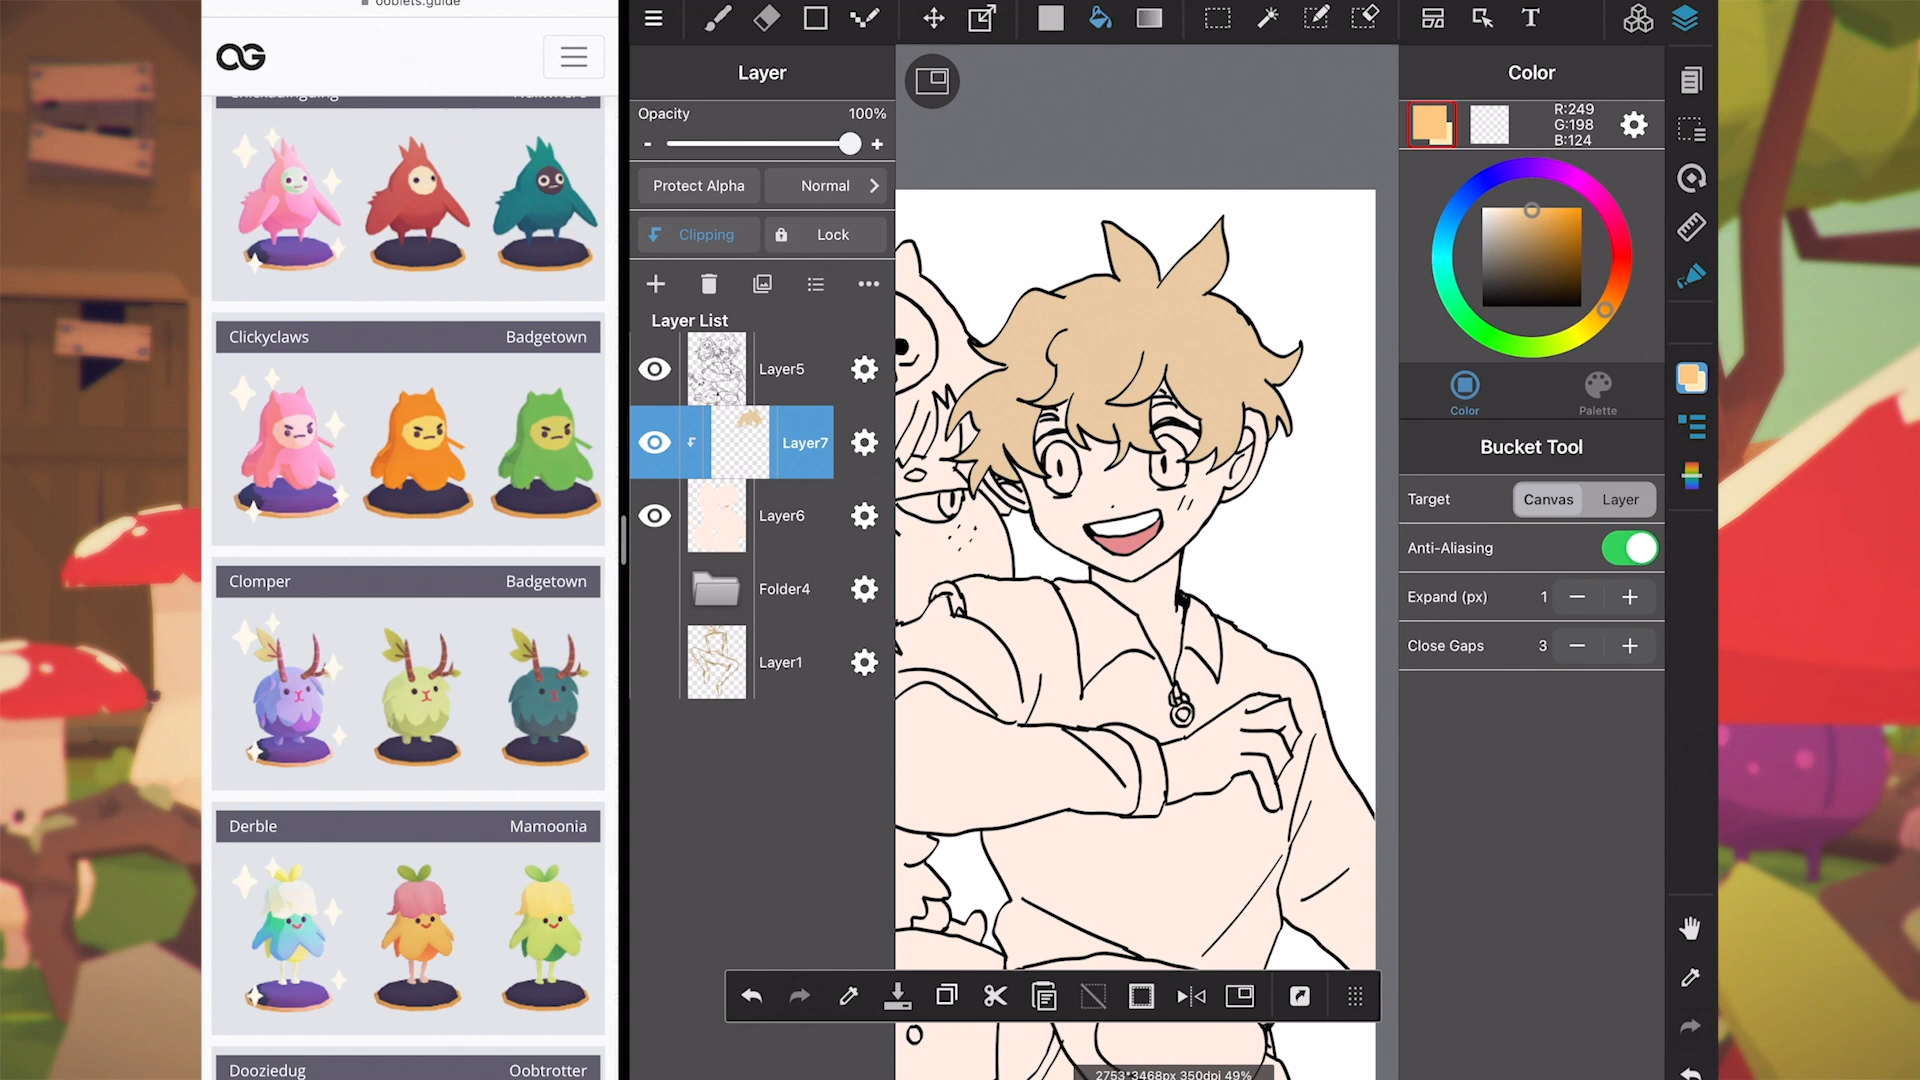 ooblets.guide
OG
Clickyclaws Badgetown
Clomper Badgetown
Derble Mamoonia
Dooziedug Oobtrotter
Layer
Opacity 100%
- +
Protect Alpha Normal
Clipping Lock
Layer List
Layer5
Layer7
Layer6
Folder4
Layer1
T
Color
R:249
G:198
B:124
Color Palette
Bucket Tool
Target Canvas Layer
Anti-Aliasing
Expand (px) 1 − +
Close Gaps 3 − +
2753*3468px 350dpi 49%